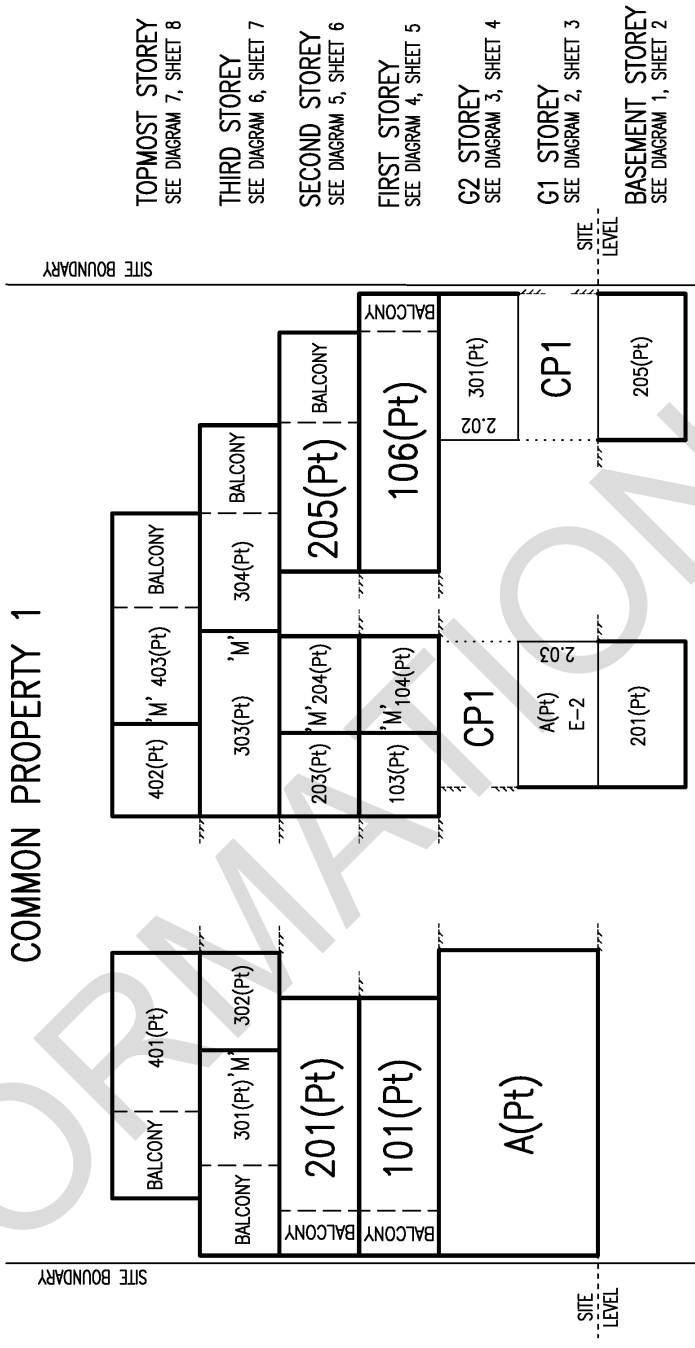 COMMON PROPERTY 1
SITE BOUNDARY
SITE BOUNDARY
BALCONY
401(Pt)
402(Pt)
'M' 403(Pt)
BALCONY
TOPMOST STOREY
SEE DIAGRAM 7, SHEET 8
BALCONY
301(Pt) 'M'
302(Pt)
303(Pt)
'M'
304(Pt)
BALCONY
THIRD STOREY
SEE DIAGRAM 6, SHEET 7
BALCONY
201(Pt)
203(Pt)
'M' 204(Pt)
205(Pt)
BALCONY
SECOND STOREY
SEE DIAGRAM 5, SHEET 6
BALCONY
101(Pt)
103(Pt)
'M' 104(Pt)
106(Pt)
BALCONY
FIRST STOREY
SEE DIAGRAM 4, SHEET 5
A(Pt)
CP1
2.02
301(Pt)
G2 STOREY
SEE DIAGRAM 3, SHEET 4
A(Pt)
E-2
2.03
CP1
G1 STOREY
SEE DIAGRAM 2, SHEET 3
SITE
LEVEL
SITE
LEVEL
201(Pt)
205(Pt)
BASEMENT STOREY
SEE DIAGRAM 1, SHEET 2
ORMATION